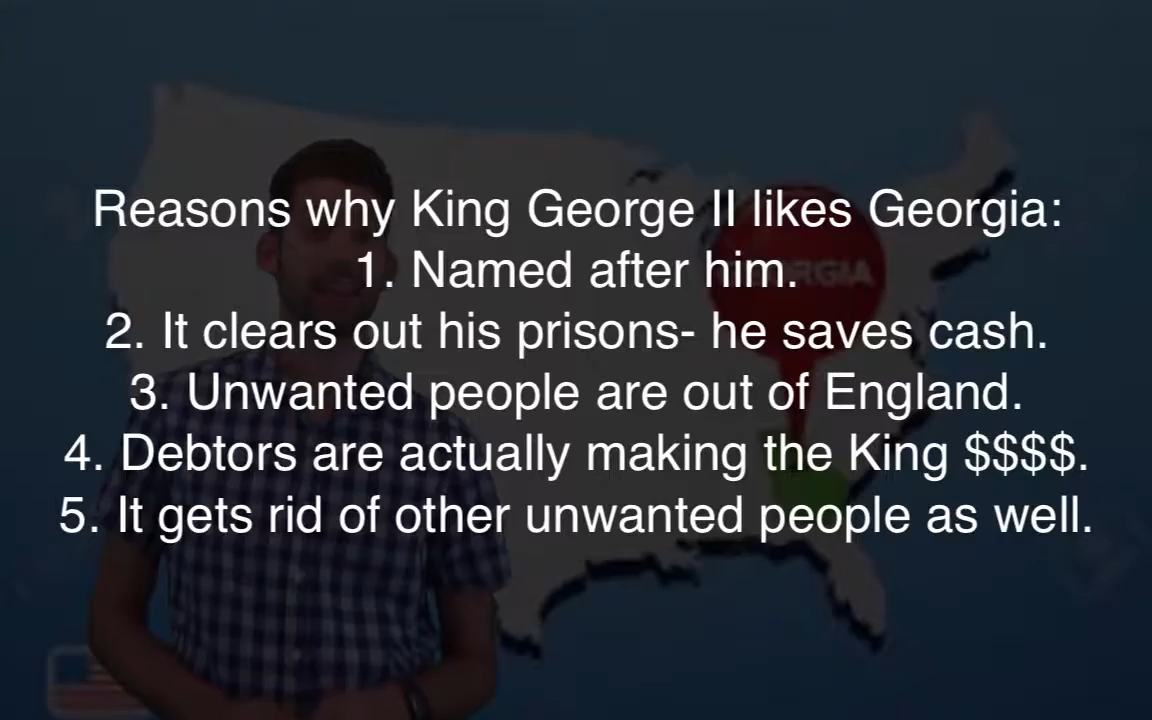 Reasons why King George II likes Georgia:
1. Named after him.
2. It clears out his prisons- he saves cash.
3. Unwanted people are out of England.
4. Debtors are actually making the King $$$$.
5. It gets rid of other unwanted people as well.
GEORGIA